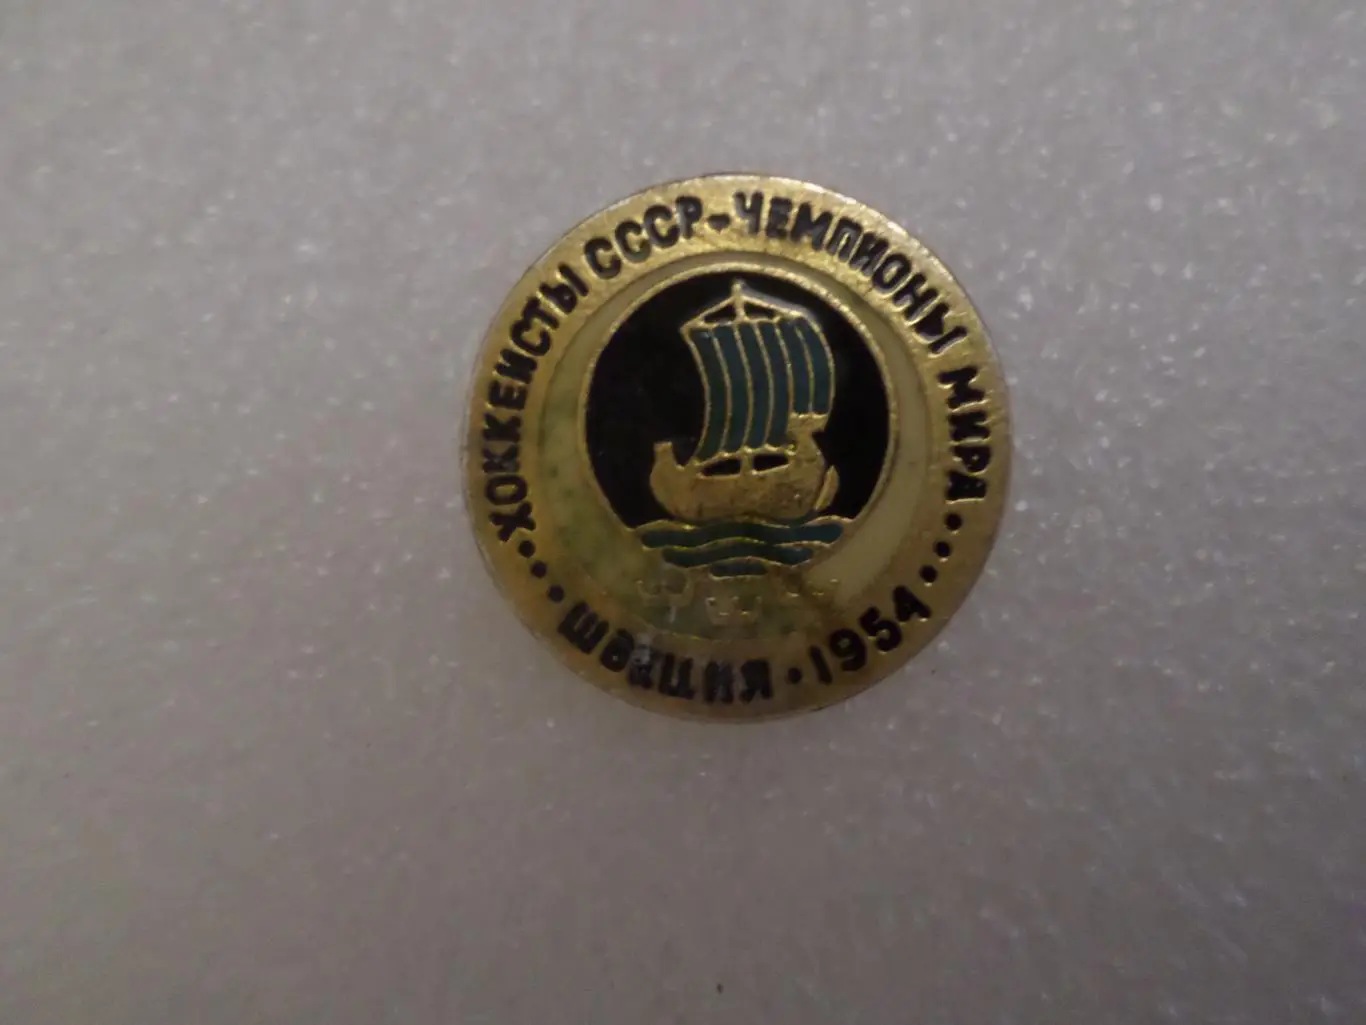 ХОККЕИСТЫ СССР-ЧЕМПИОНЫ МИРА
ШВЕЦИЯ•1954